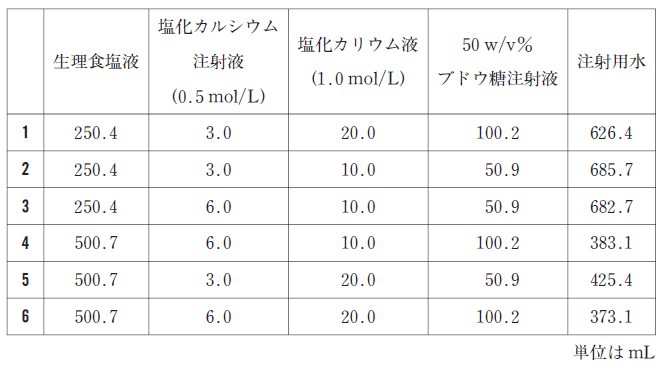 生理食塩液 塩化カルシウム注射液(0.5 mol/L) 塩化カリウム液(1.0 mol/L) 50 w/v%ブドウ糖注射液 注射用水
1 250.4 3.0 20.0 100.2 626.4
2 250.4 3.0 10.0 50.9 685.7
3 250.4 6.0 10.0 50.9 682.7
4 500.7 6.0 10.0 100.2 383.1
5 500.7 3.0 20.0 50.9 425.4
6 500.7 6.0 20.0 100.2 373.1
単位は mL